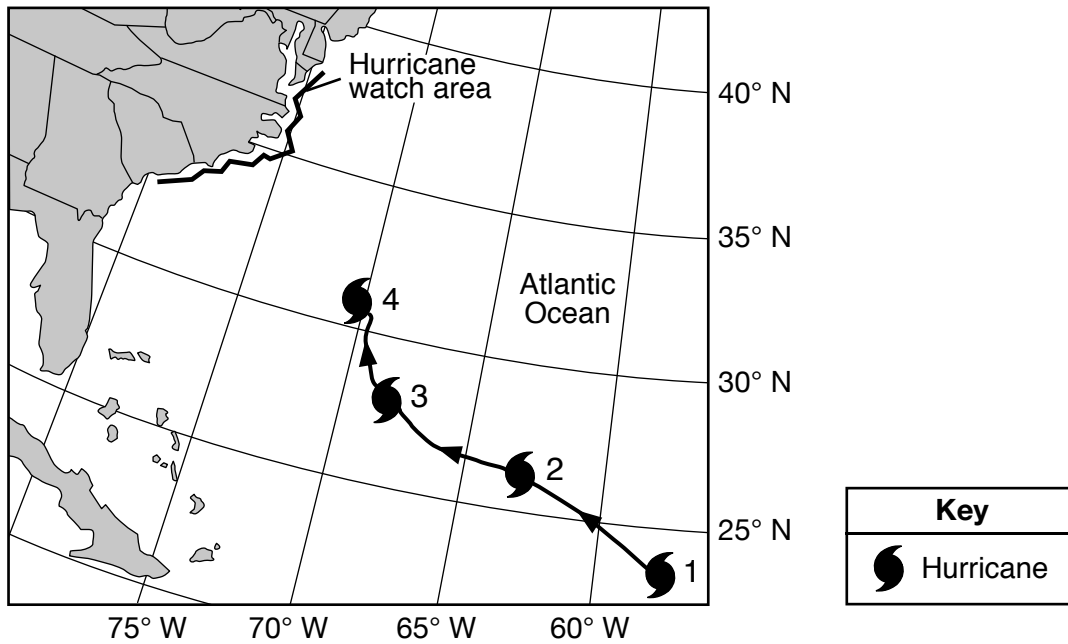 Hurricane
watch area
40° N
35° N
Atlantic
Ocean
4
30° N
3
2
25° N
1
75° W
70° W
65° W
60° W
Key
Hurricane